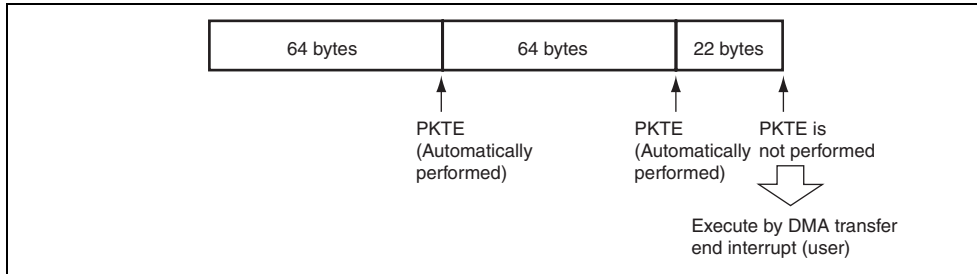 64 bytes
64 bytes
22 bytes
PKTE
(Automatically
performed)
PKTE
(Automatically
performed)
PKTE is
not performed
Execute by DMA transfer
end interrupt (user)